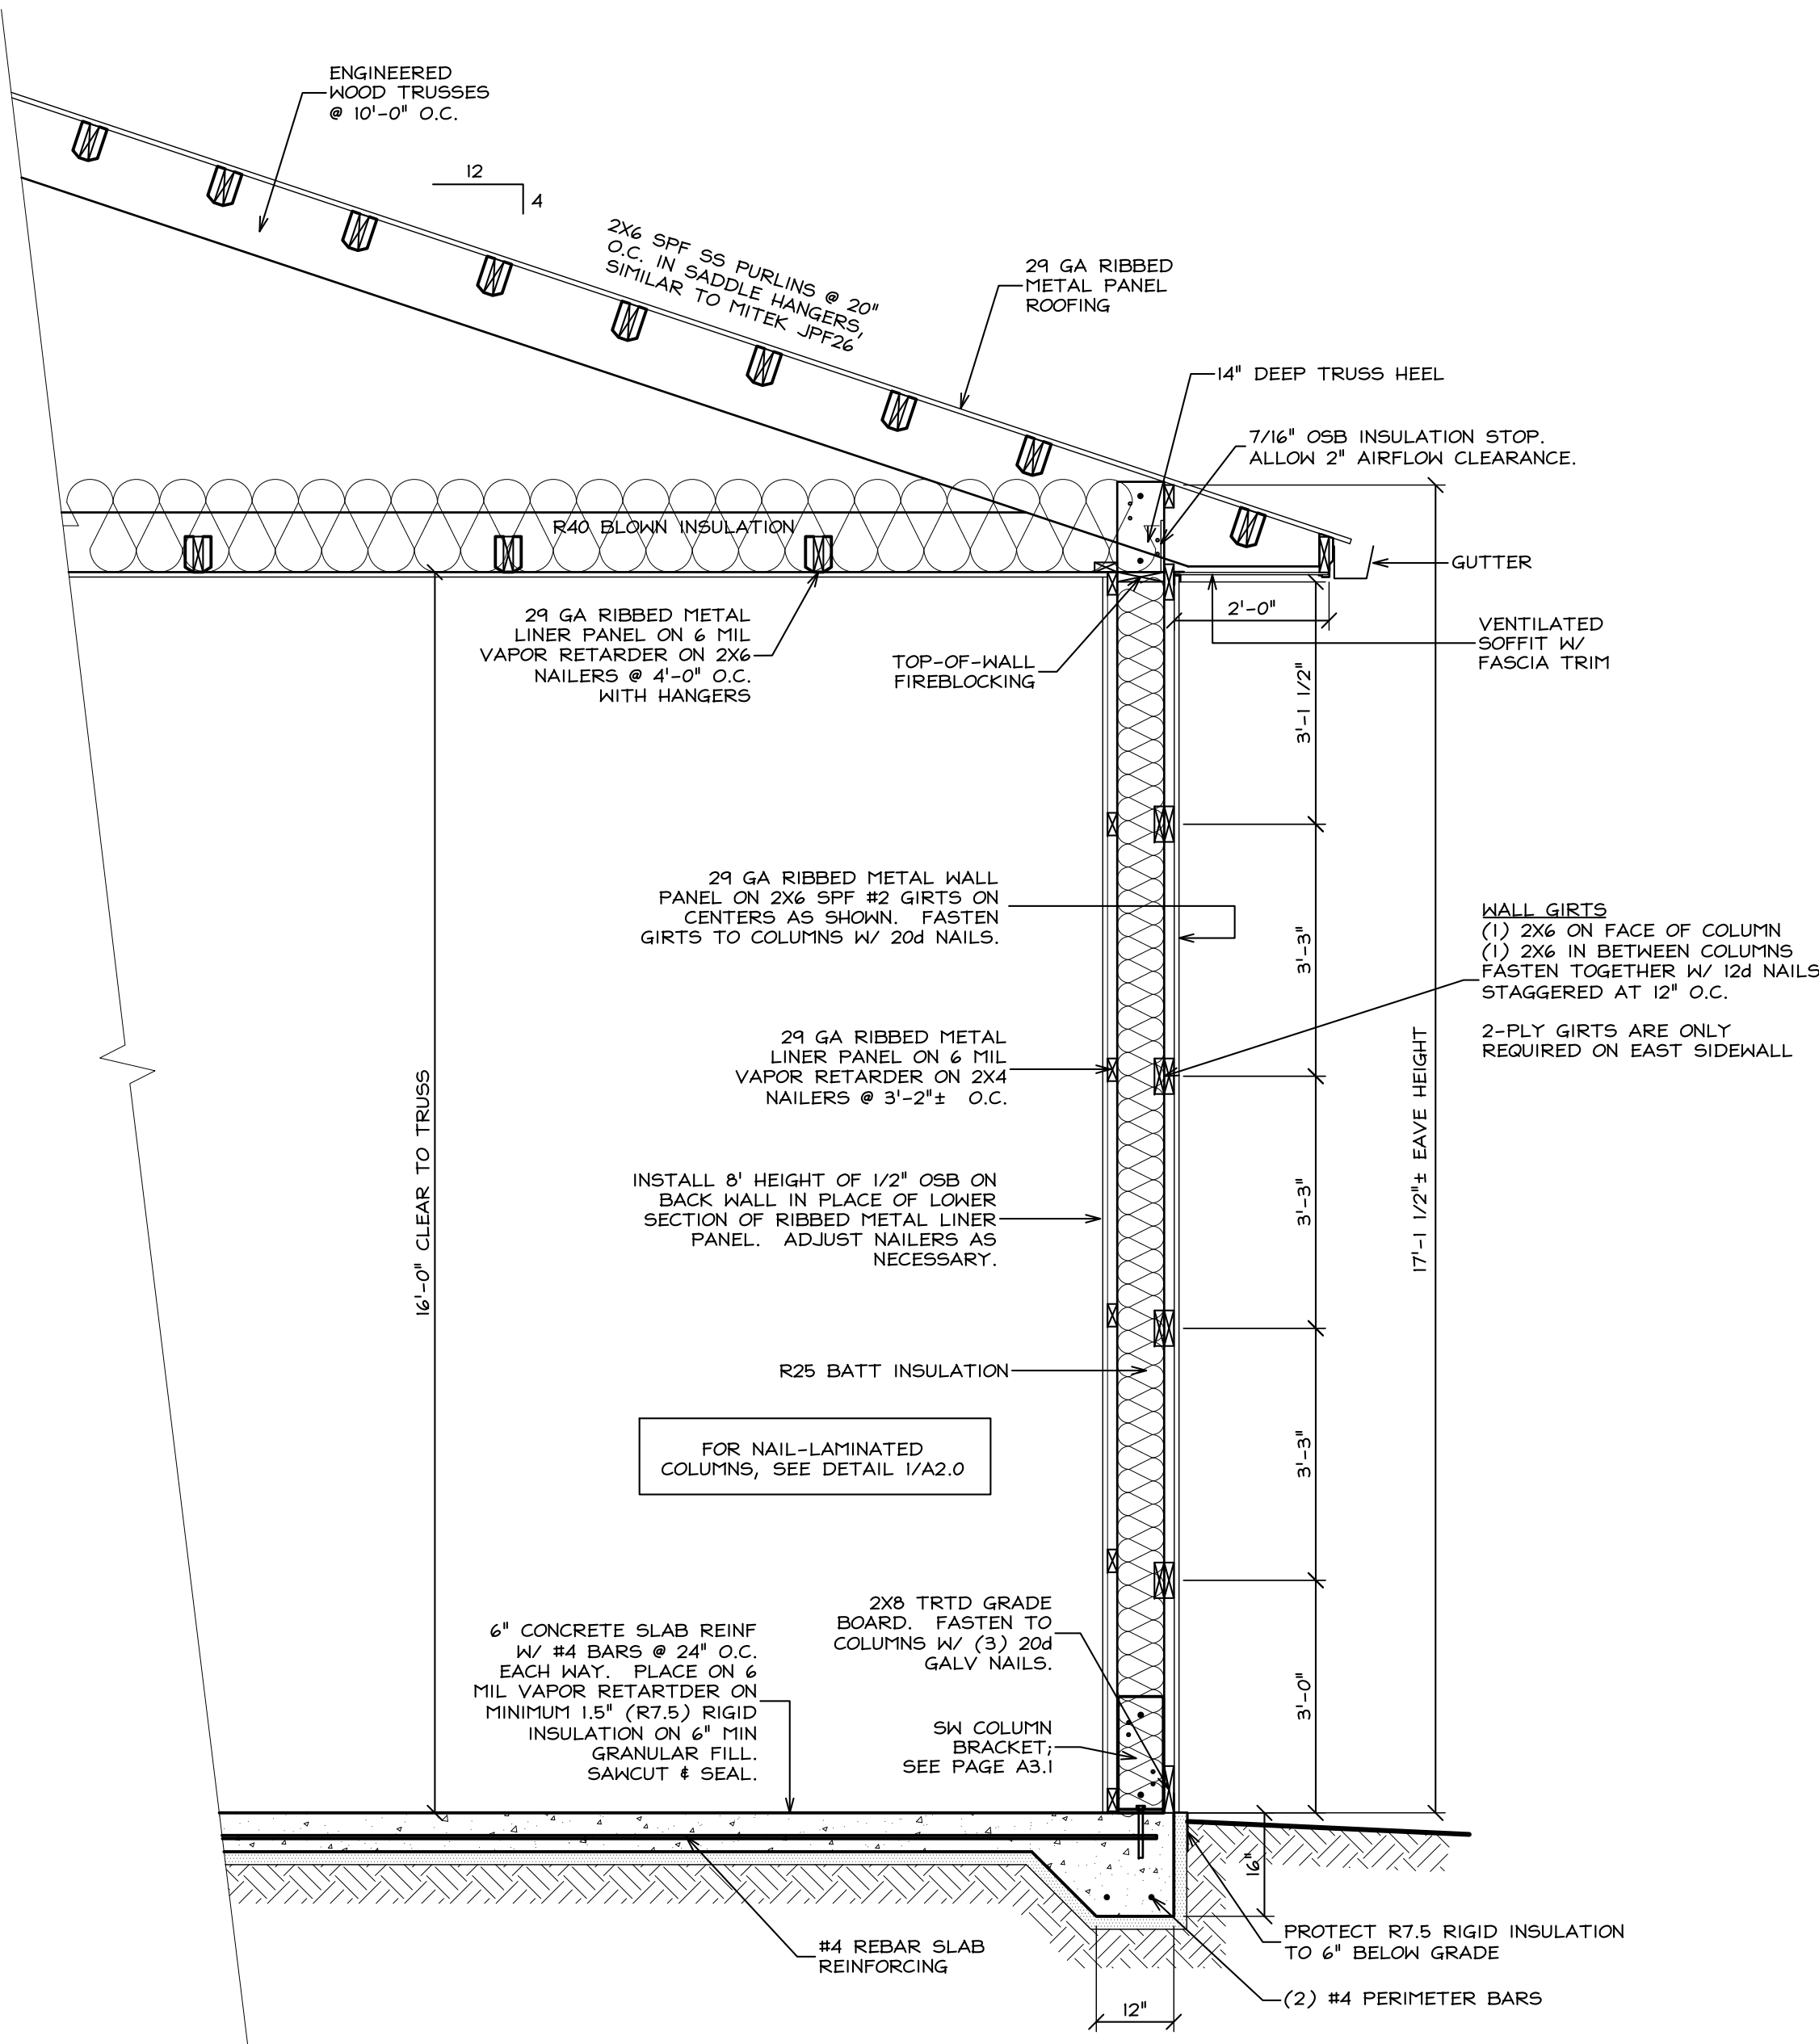 ENGINEERED
WOOD TRUSSES
@ 10'-0" O.C.
12
4
2X6 SPF SS PURLINS @ 20"
O.C. IN SADDLE HANGERS,
SIMILAR TO MITEK JPF26
29 GA RIBBED
METAL PANEL
ROOFING
14" DEEP TRUSS HEEL
7/16" OSB INSULATION STOP.
ALLOW 2" AIRFLOW CLEARANCE.
R40 BLOWN INSULATION
GUTTER
2'-0"
VENTILATED
SOFFIT W/
FASCIA TRIM
29 GA RIBBED METAL
LINER PANEL ON 6 MIL
VAPOR RETARDER ON 2X6
NAILERS @ 4'-0" O.C.
WITH HANGERS
TOP-OF-WALL
FIREBLOCKING
3'-1 1/2"
29 GA RIBBED METAL WALL
PANEL ON 2X6 SPF #2 GIRTS ON
CENTERS AS SHOWN.  FASTEN
GIRTS TO COLUMNS W/ 20d NAILS.
3'-3"
WALL GIRTS
(1) 2X6 ON FACE OF COLUMN
(1) 2X6 IN BETWEEN COLUMNS
FASTEN TOGETHER W/ 12d NAILS
STAGGERED AT 12" O.C.
2-PLY GIRTS ARE ONLY
REQUIRED ON EAST SIDEWALL
29 GA RIBBED METAL
LINER PANEL ON 6 MIL
VAPOR RETARDER ON 2X4
NAILERS @ 3'-2"±  O.C.
16'-0" CLEAR TO TRUSS
17'-1 1/2"± EAVE HEIGHT
INSTALL 8' HEIGHT OF 1/2" OSB ON
BACK WALL IN PLACE OF LOWER
SECTION OF RIBBED METAL LINER
PANEL.  ADJUST NAILERS AS
NECESSARY.
3'-3"
R25 BATT INSULATION
FOR NAIL-LAMINATED
COLUMNS, SEE DETAIL 1/A2.0
3'-3"
2X8 TRTD GRADE
BOARD.  FASTEN TO
COLUMNS W/ (3) 20d
GALV NAILS.
6" CONCRETE SLAB REINF
W/ #4 BARS @ 24" O.C.
EACH WAY.  PLACE ON 6
MIL VAPOR RETARTDER ON
MINIMUM 1.5" (R7.5) RIGID
INSULATION ON 6" MIN
GRANULAR FILL.
SAWCUT & SEAL.
SW COLUMN
BRACKET;
SEE PAGE A3.1
3'-0"
16"
#4 REBAR SLAB
REINFORCING
PROTECT R7.5 RIGID INSULATION
TO 6" BELOW GRADE
(2) #4 PERIMETER BARS
12"